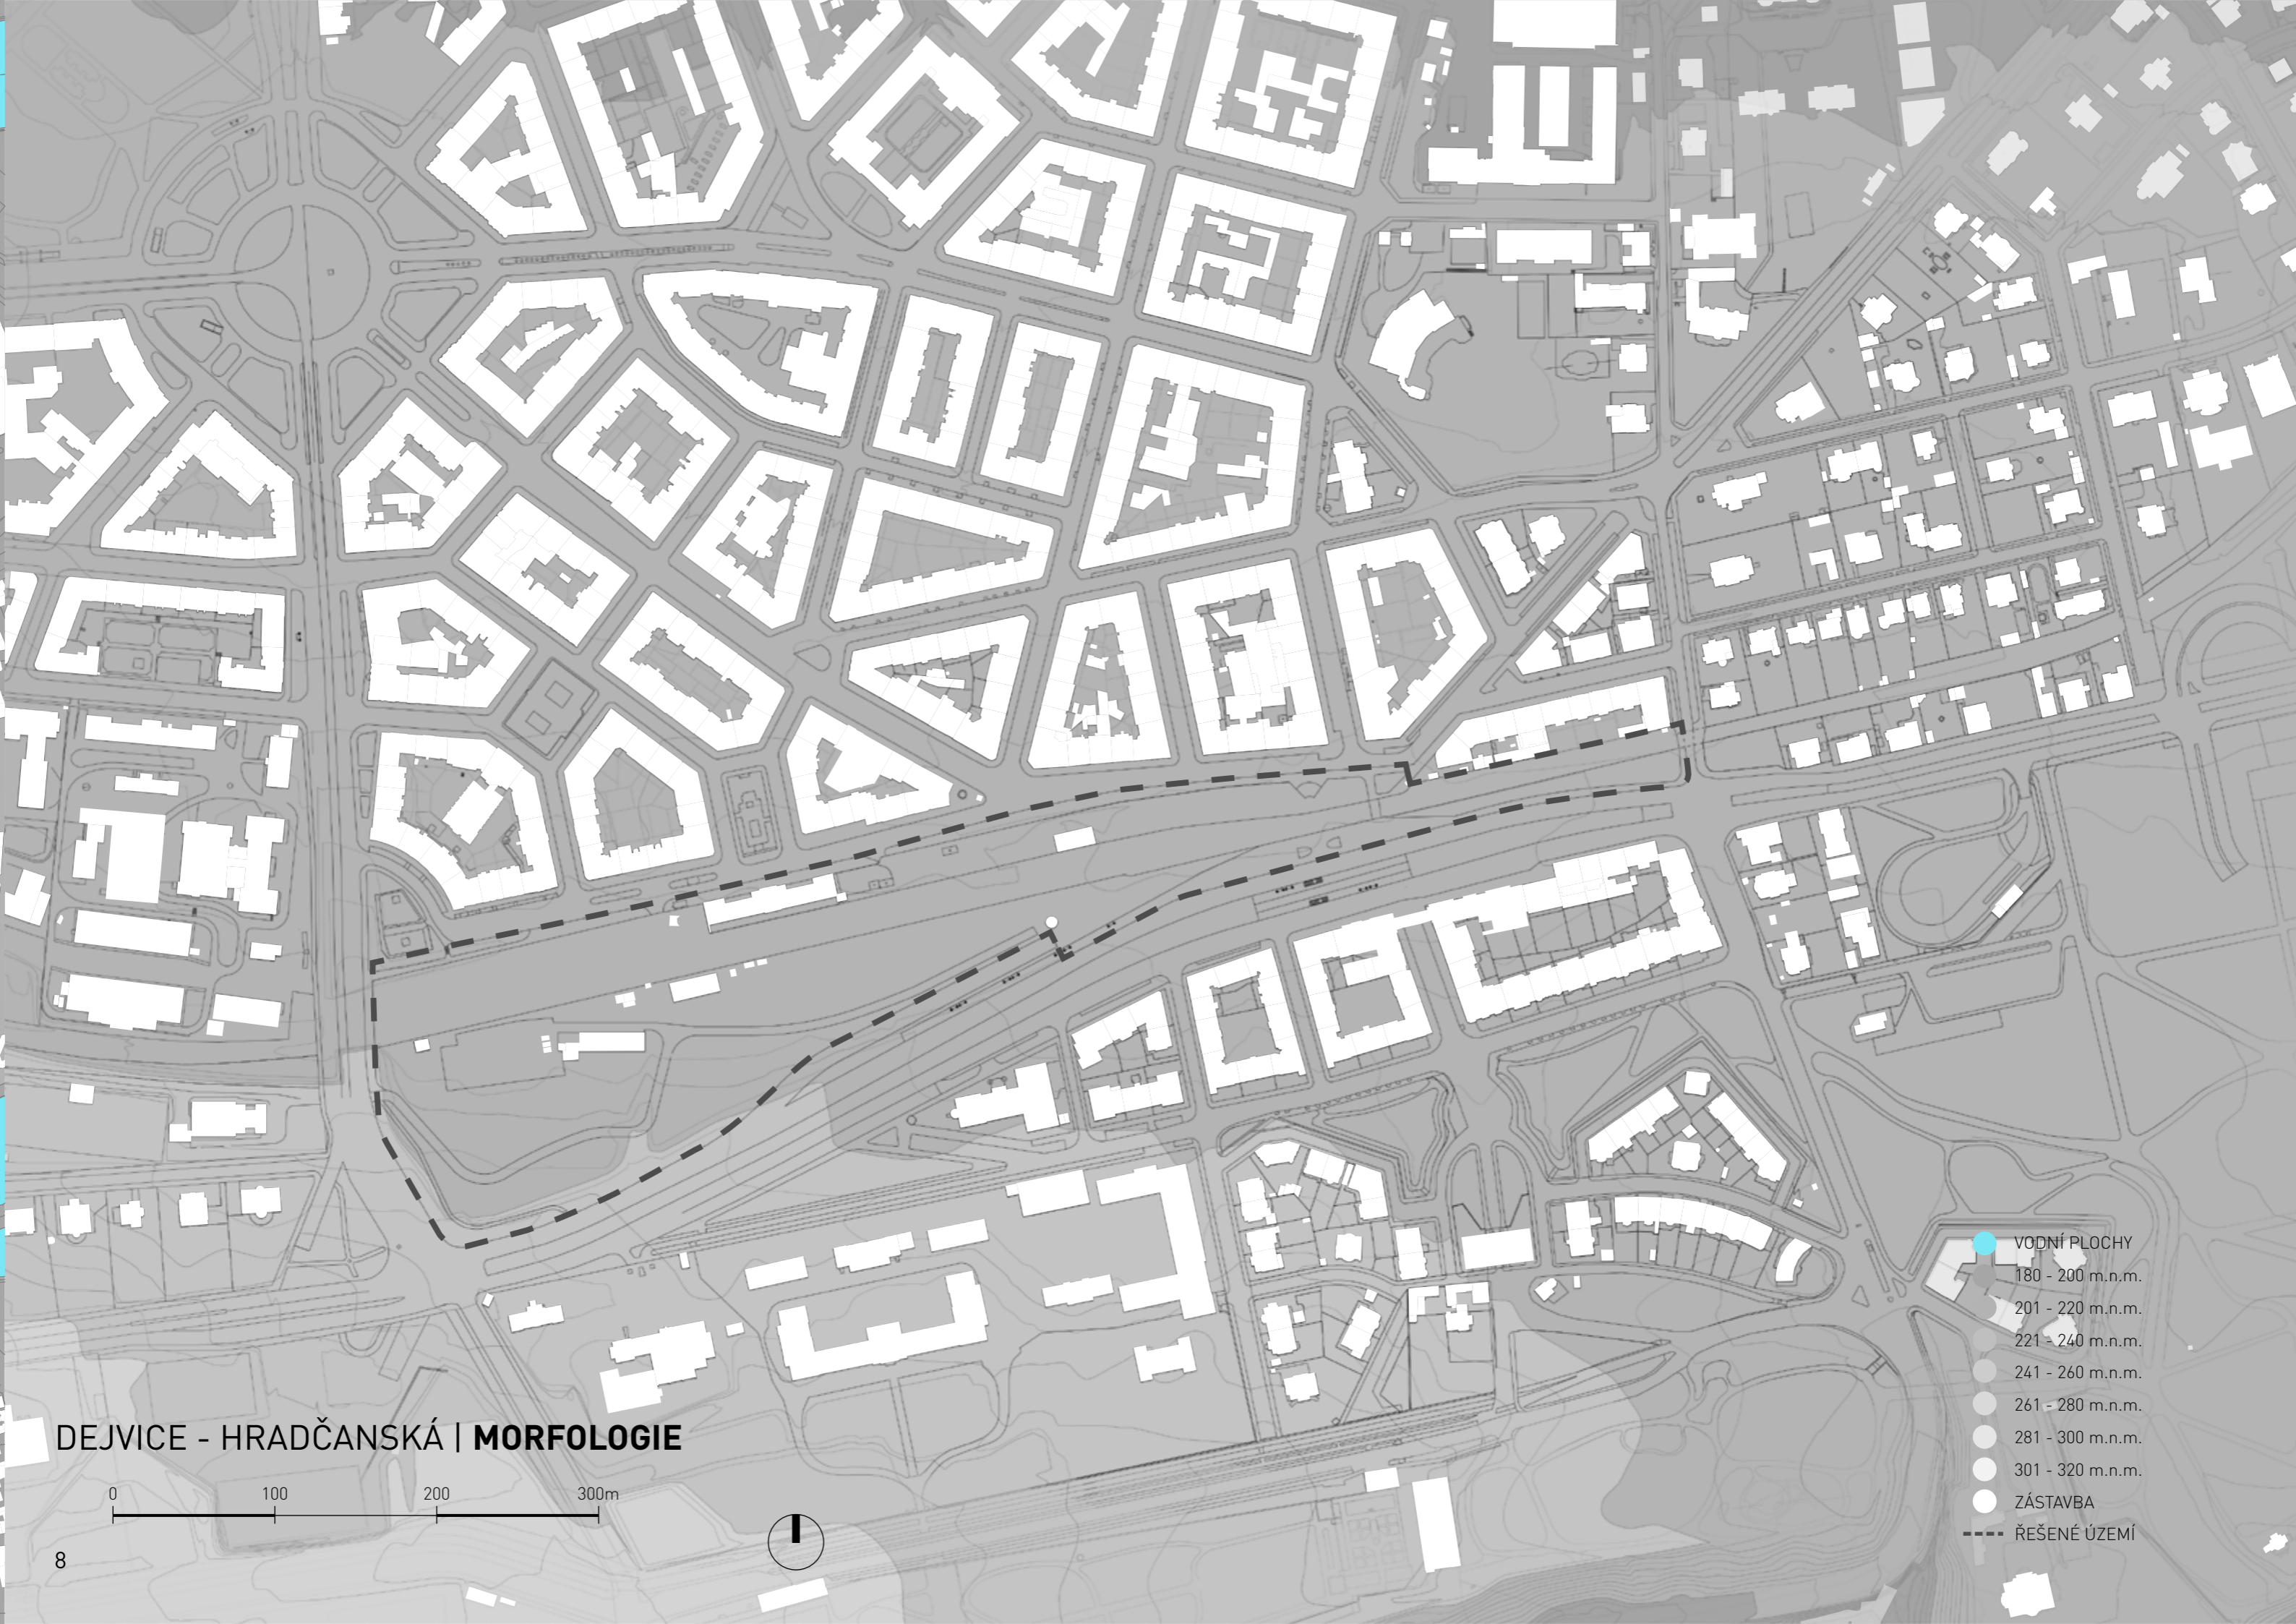 VODNÍ PLOCHY
180 - 200 m.n.m.
201 - 220 m.n.m.
221 - 240 m.n.m.
241 - 260 m.n.m.
261 - 280 m.n.m.
281 - 300 m.n.m.
301 - 320 m.n.m.
ZÁSTAVBA
ŘEŠENÉ ÚZEMÍ
DEJVICE - HRADČANSKÁ | MORFOLOGIE
0 100 200 300m
8